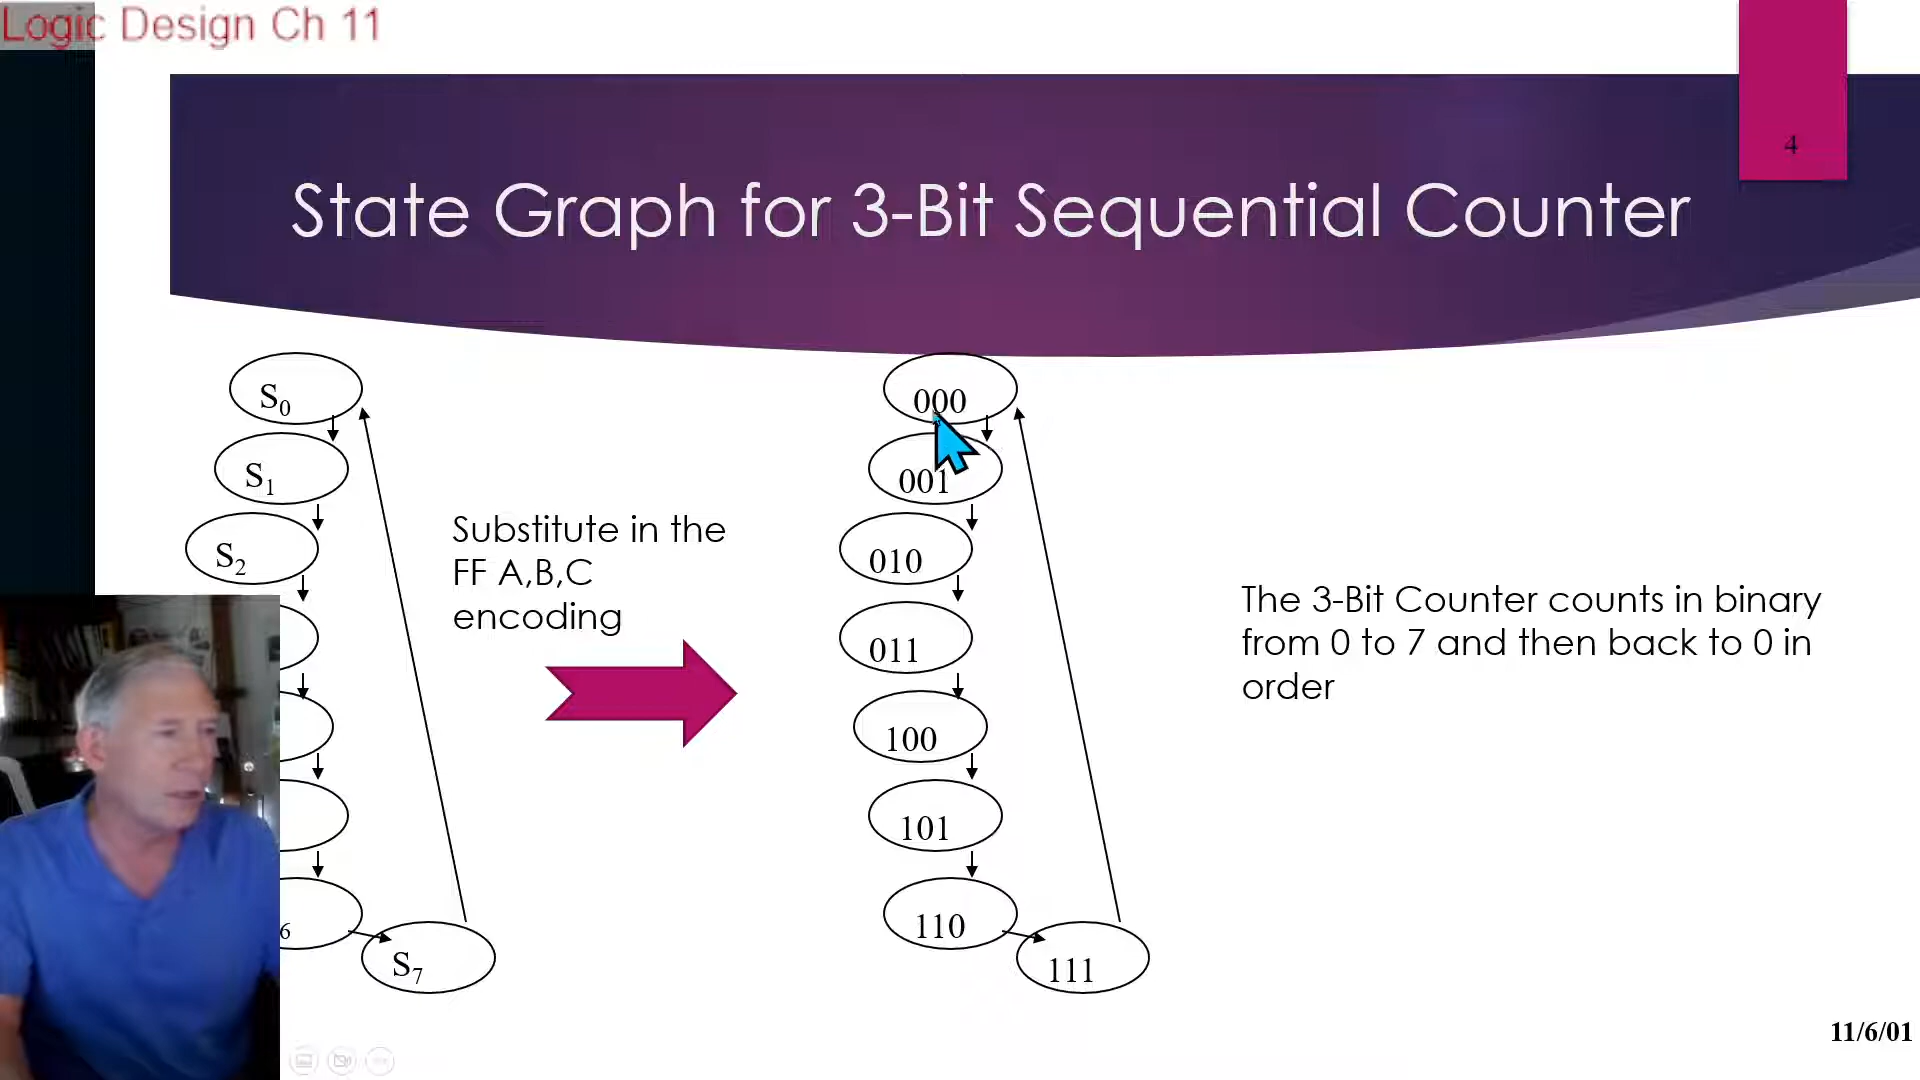 Logic Design Ch 11
4
State Graph for 3-Bit Sequential Counter
S0
S1
S2
6
S7
Substitute in the
FF A,B,C
encoding
000
001
010
011
100
101
110
111
The 3-Bit Counter counts in binary
from 0 to 7 and then back to 0 in
order
11/6/01